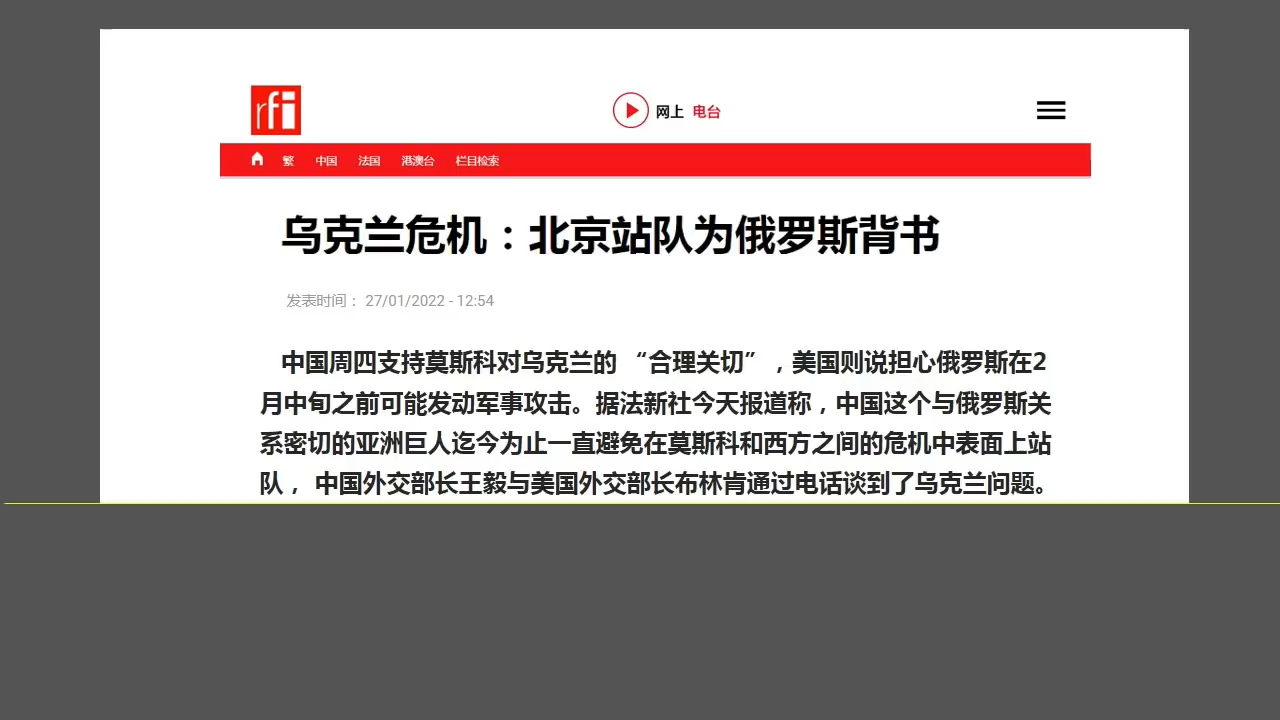 rfi
网上 电台
繁 中国 法国 港澳台 栏目检索
乌克兰危机：北京站队为俄罗斯背书
发表时间： 27/01/2022 - 12:54
中国周四支持莫斯科对乌克兰的 “合理关切” ，美国则说担心俄罗斯在2
月中旬之前可能发动军事攻击。据法新社今天报道称，中国这个与俄罗斯关
系密切的亚洲巨人迄今为止一直避免在莫斯科和西方之间的危机中表面上站
队， 中国外交部长王毅与美国外交部长布林肯通过电话谈到了乌克兰问题。